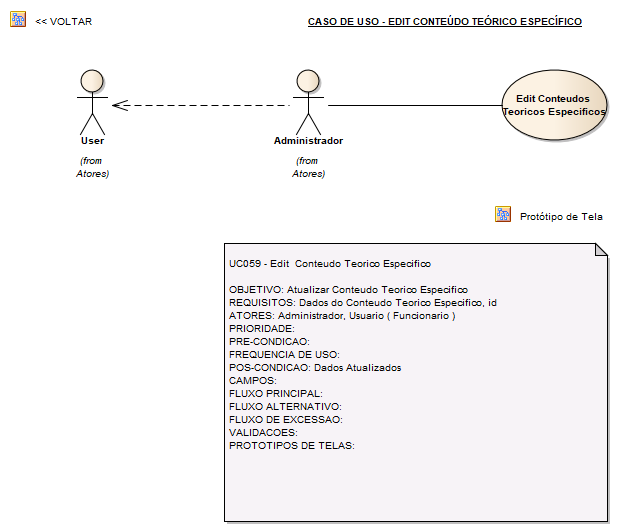 << VOLTAR
CASO DE USO - EDIT CONTEÚDO TEÓRICO ESPECÍFICO
Edit Conteudos
Teoricos Especificos
User
Administrador
(from
Atores)
(from
Atores)
Protótipo de Tela
UC059 - Edit  Conteudo Teorico Especifico
OBJETIVO: Atualizar Conteudo Teorico Especifico
REQUISITOS: Dados do Conteudo Teorico Especifico, id
ATORES: Administrador, Usuario ( Funcionario )
PRIORIDADE:
PRE-CONDICAO:
FREQUENCIA DE USO:
POS-CONDICAO: Dados Atualizados
CAMPOS:
FLUXO PRINCIPAL:
FLUXO ALTERNATIVO:
FLUXO DE EXCESSAO:
VALIDACOES:
PROTOTIPOS DE TELAS: